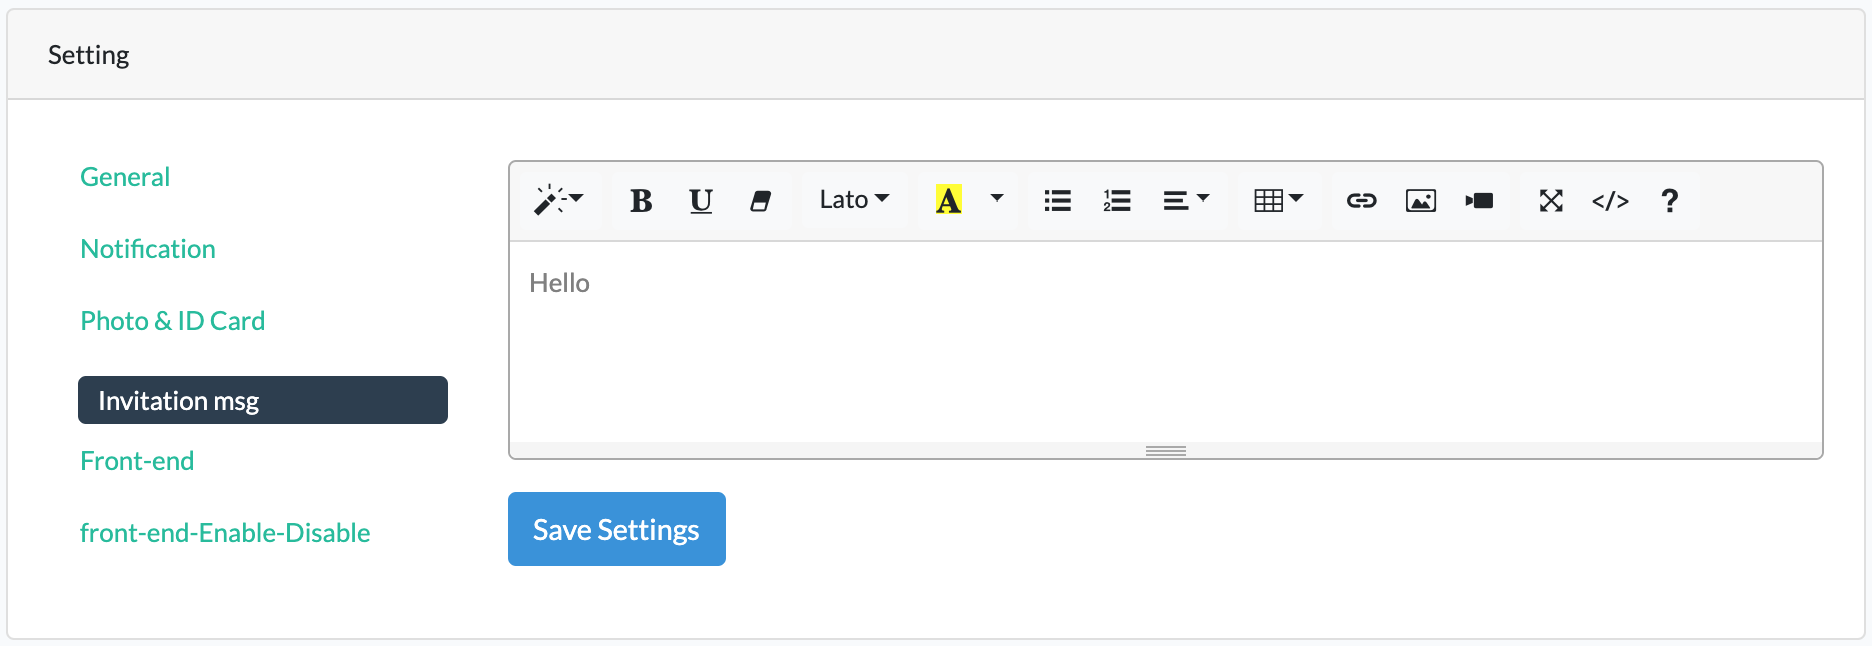 Setting
General
Notification
Photo & ID Card
Invitation msg
Front-end
front-end-Enable-Disable
B U Lato A </> ?
Hello
Save Settings